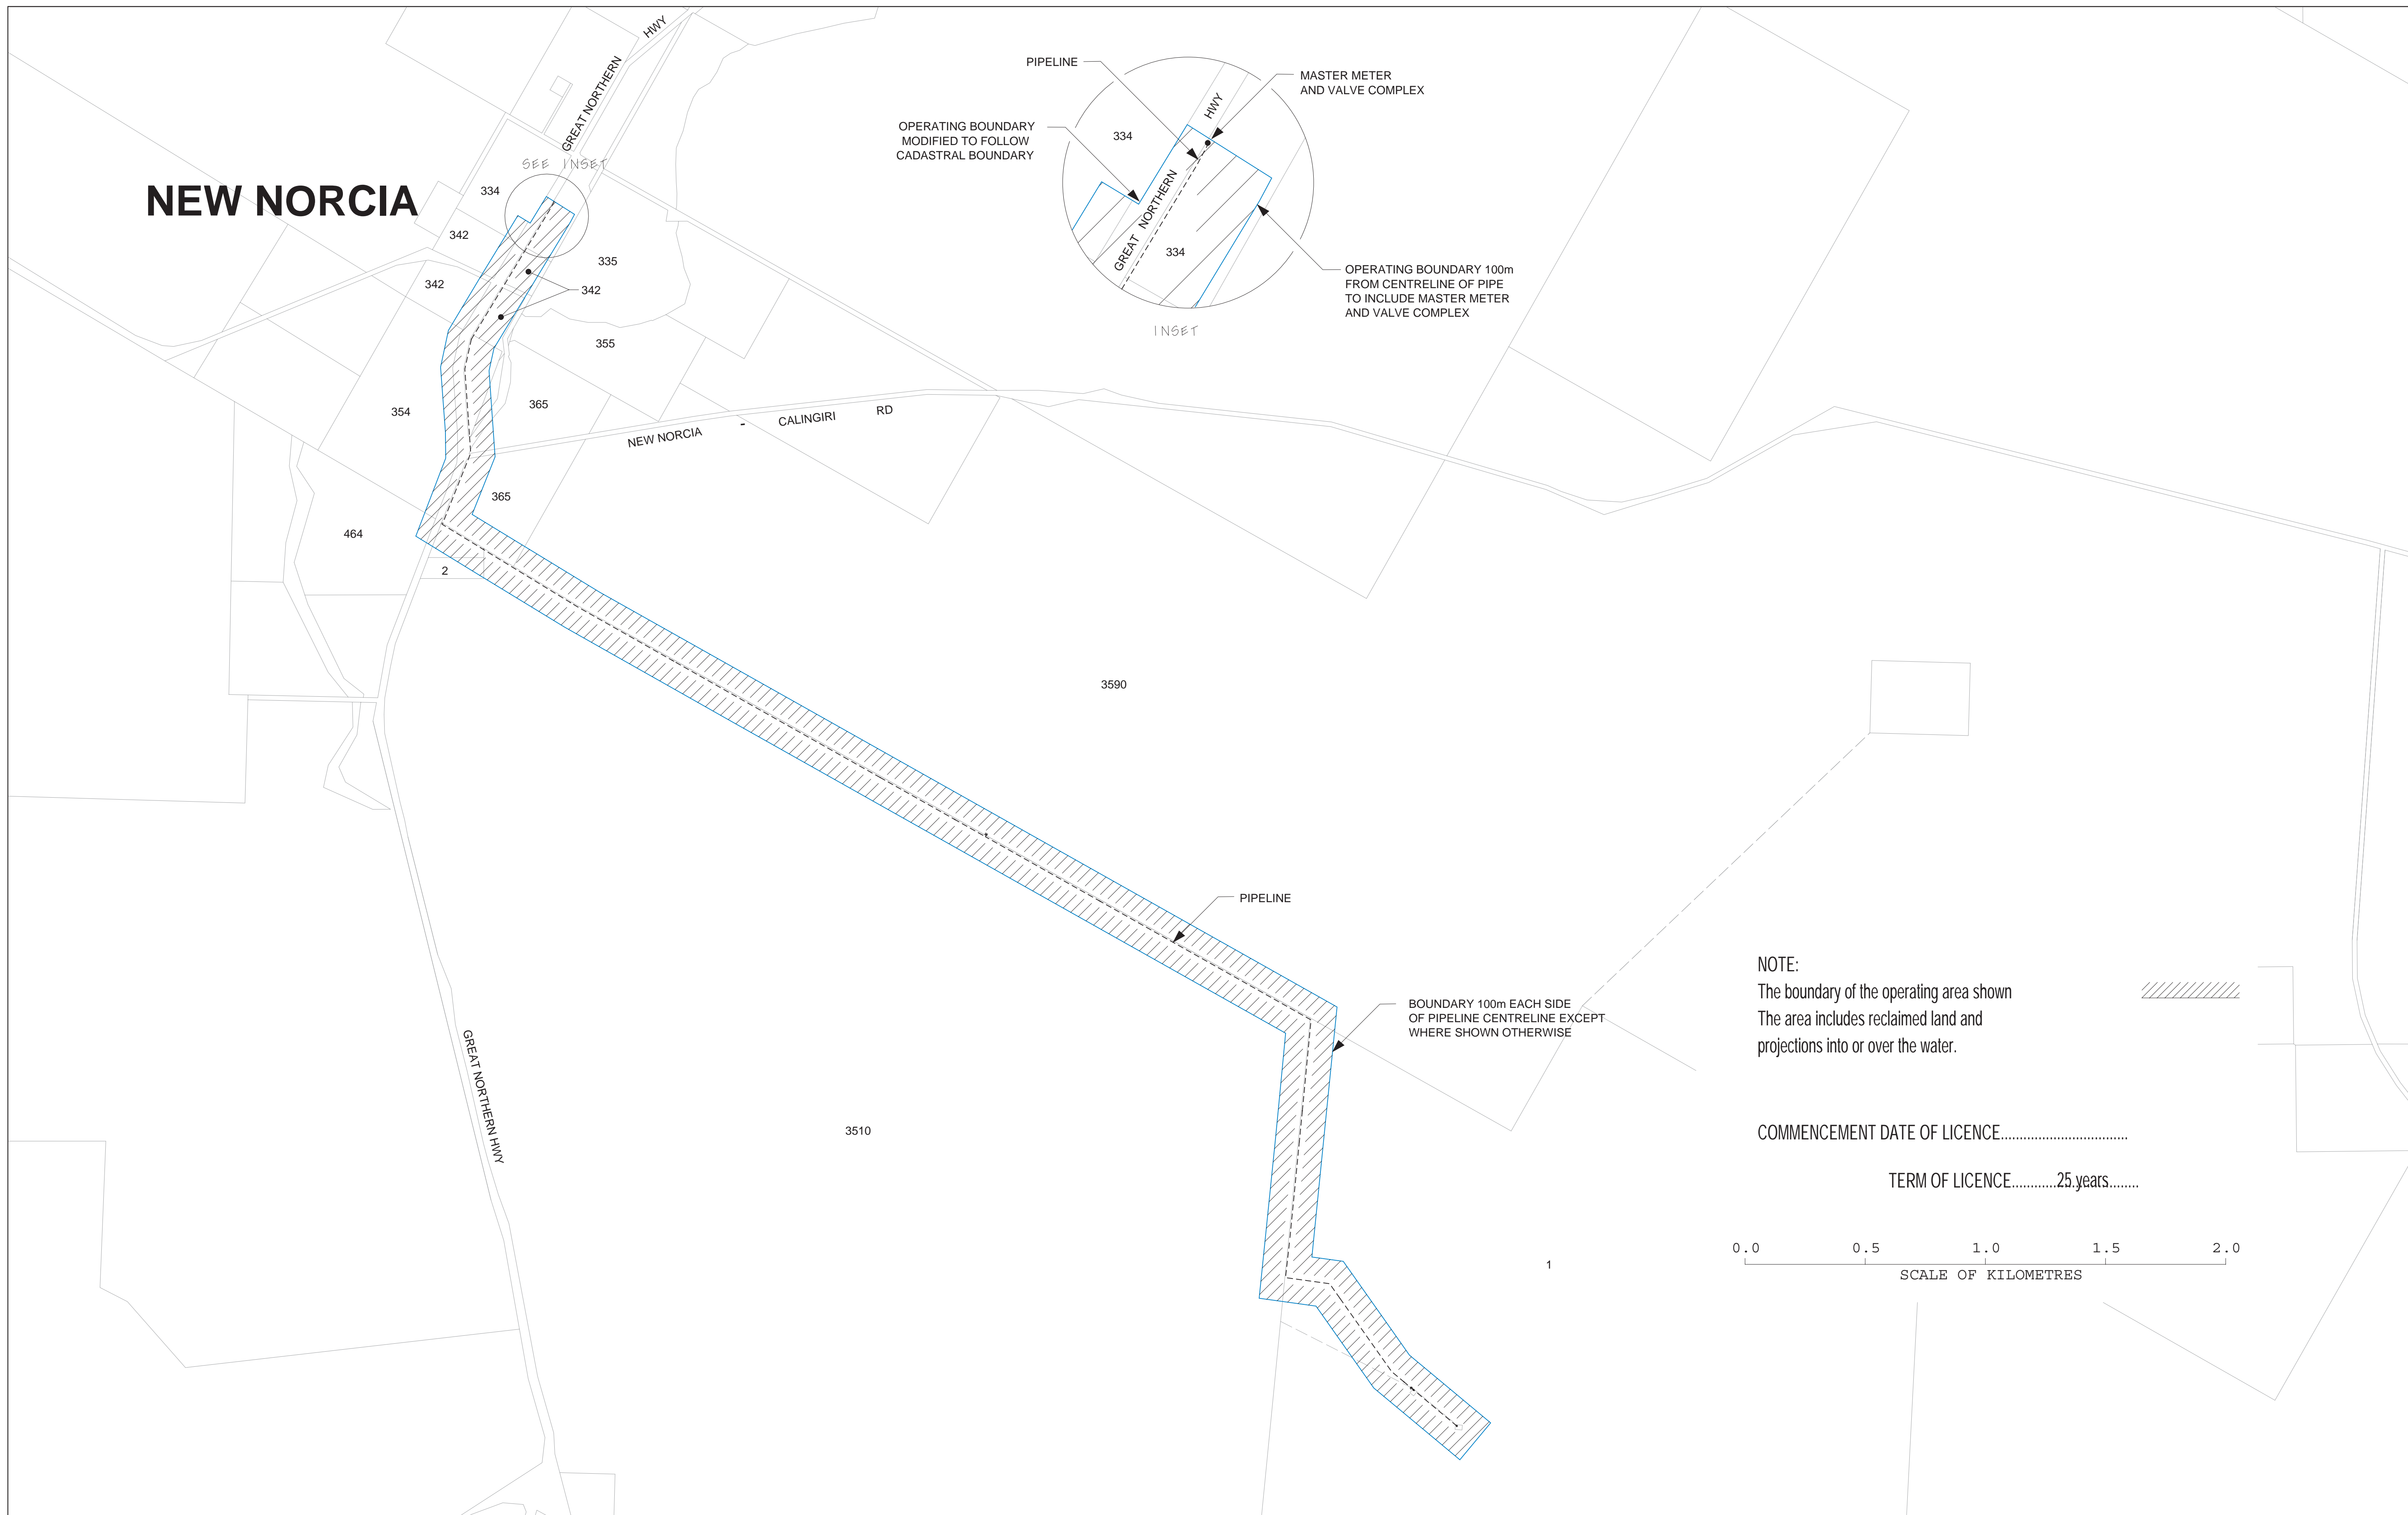 HWY
GREAT NORTHERN
SEE INSET
NEW NORCIA
334
342
335
342
342
355
354
365
NEW NORCIA - CALINGIRI RD
365
464
2
PIPELINE
MASTER METER
AND VALVE COMPLEX
OPERATING BOUNDARY
MODIFIED TO FOLLOW
CADASTRAL BOUNDARY
334
HWY
GREAT NORTHERN
334
OPERATING BOUNDARY 100m
FROM CENTRELINE OF PIPE
TO INCLUDE MASTER METER
AND VALVE COMPLEX
INSET
3590
PIPELINE
BOUNDARY 100m EACH SIDE
OF PIPELINE CENTRELINE EXCEPT
WHERE SHOWN OTHERWISE
GREAT NORTHERN HWY
3510
1
NOTE:
The boundary of the operating area shown
The area includes reclaimed land and
projections into or over the water.
COMMENCEMENT DATE OF LICENCE..................................
TERM OF LICENCE............25 years........
0.0 0.5 1.0 1.5 2.0
SCALE OF KILOMETRES